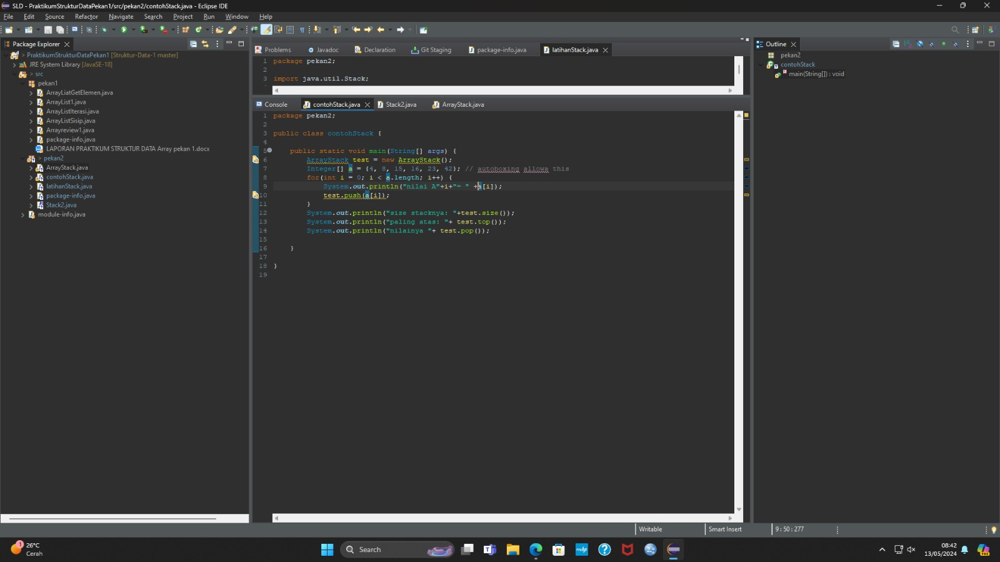 SLD - PraktikumStrukturDataPekan1/src/pekan2/contohStack.java - Eclipse IDE
File Edit Source Refactor Navigate Search Project Run Window Help
Package Explorer
> PraktikumStrukturDataPekan1 [Struktur-Data-1 master]
JRE System Library [JavaSE-18]
> src
pekan1
ArrayLiatGetElemen.java
ArrayList1.java
ArrayListIterasi.java
ArrayListSisip.java
Arrayreview1.java
package-info.java
LAPORAN PRAKTIKUM STRUKTUR DATA Array pekan 1.docx
> pekan2
ArrayStack.java
contohStack.java
latihanStack.java
package-info.java
Stack2.java
module-info.java
Problems Javadoc Declaration Git Staging package-info.java latihanStack.java
1 package pekan2;
2
3 import java.util.Stack;
Console contohStack.java Stack2.java ArrayStack.java
1 package pekan2;
2
3 public class contohStack {
4
5 public static void main(String[] args) {
6 ArrayStack test = new ArrayStack();
7 Integer[] a = {4, 8, 15, 16, 23, 42}; // autoboxing allowa this
8 for(int i = 0; i < a.length; i++) {
9 System.out.println("nilai A"+i+"= " +a[i]);
10 test.push(a[i]);
11 }
12 System.out.println("size stacknya: "+test.size());
13 System.out.println("paling atas: "+ test.top());
14 System.out.println("nilainya "+ test.pop());
15
16 }
17
18 }
19
Outline
pekan2
contohStack
main(String[]) : void
Writable Smart Insert 9 : 50 : 277
1
26°C
Cerah
Search
08:42
13/05/2024